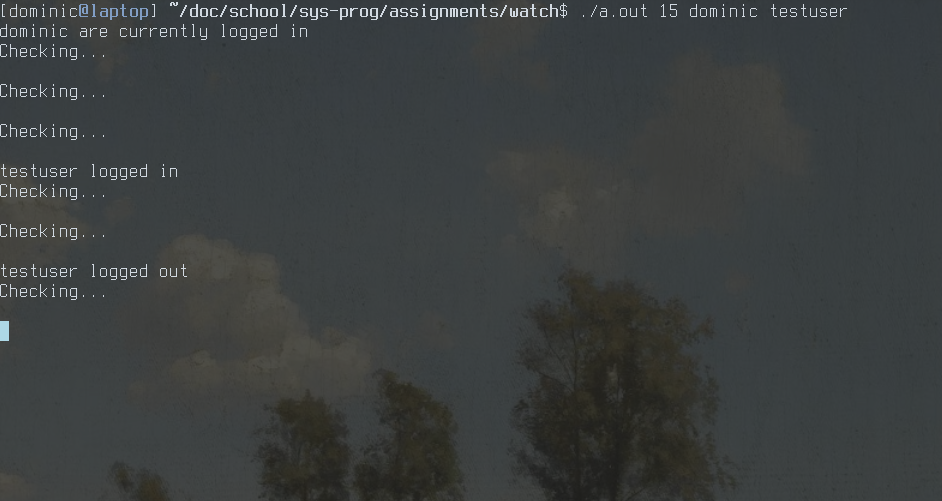 [dominic@laptop] ~/doc/school/sys-prog/assignments/watch$ ./a.out 15 dominic testuser
dominic are currently logged in
Checking...
Checking...
Checking...
testuser logged in
Checking...
Checking...
testuser logged out
Checking...